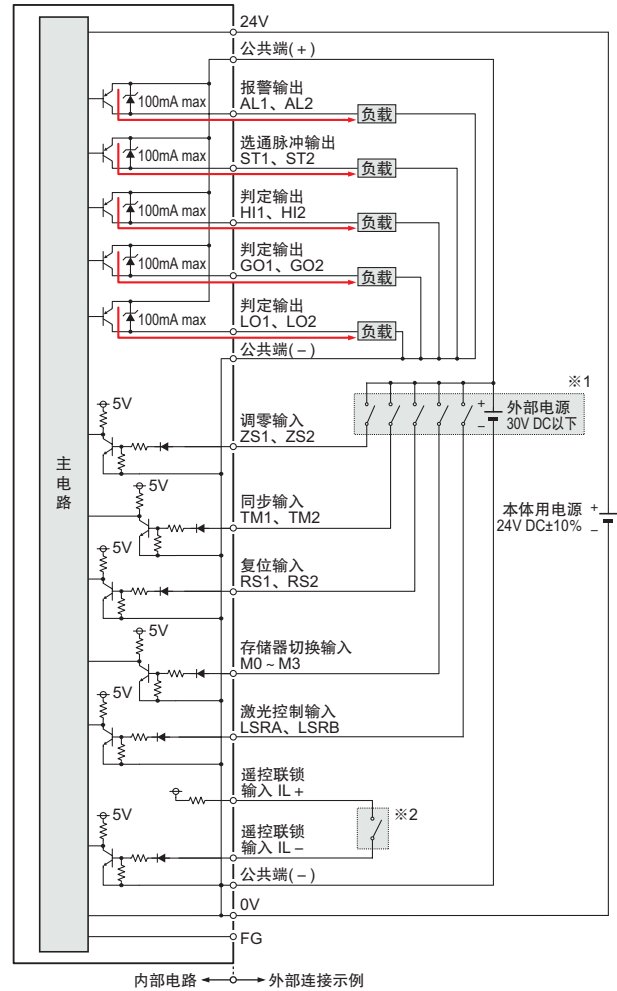 24V
公共端(+)
报警输出
AL1、AL2
100mA max
负载
选通脉冲输出
ST1、ST2
100mA max
负载
判定输出
HI1、HI2
100mA max
负载
判定输出
GO1、GO2
100mA max
负载
判定输出
LO1、LO2
100mA max
负载
公共端(−)
※1
+
−
外部电源
30V DC以下
5V
调零输入
ZS1、ZS2
主电路
5V
同步输入
TM1、TM2
本体用电源
24V DC±10%
+
−
5V
复位输入
RS1、RS2
5V
存储器切换输入
M0 ~ M3
5V
激光控制输入
LSRA、LSRB
遥控联锁
输入 IL +
※2
5V
遥控联锁
输入 IL −
公共端(−)
0V
FG
内部电路
外部连接示例